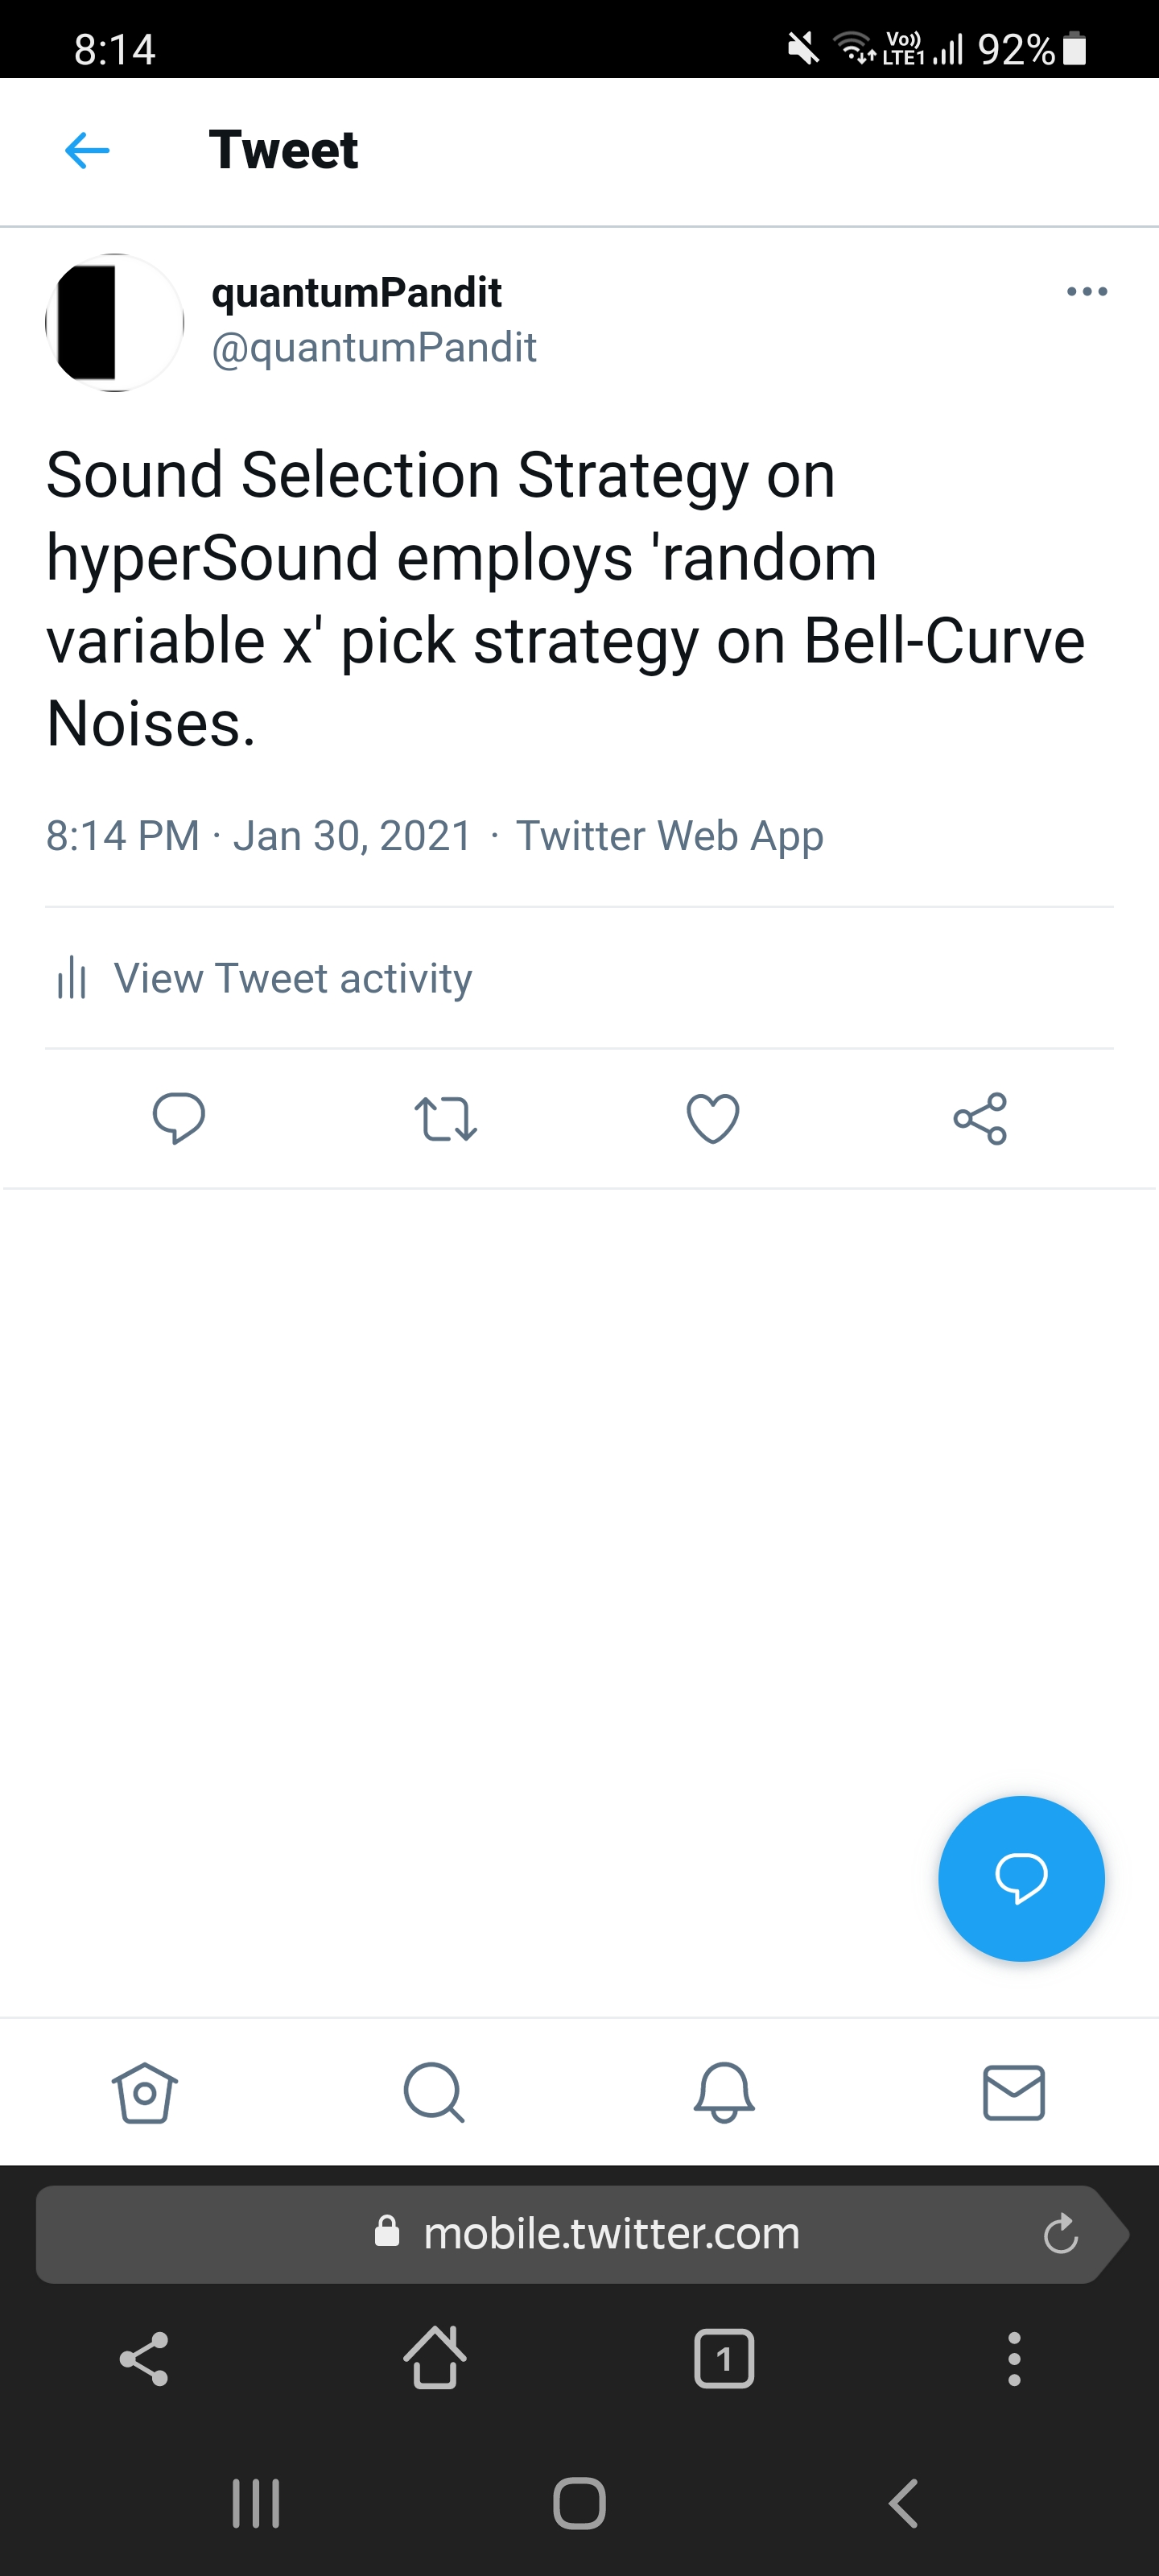 8:14
Vo)) LTE1 92%
Tweet
quantumPandit
@quantumPandit
Sound Selection Strategy on
hyperSound employs 'random
variable x' pick strategy on Bell-Curve
Noises.
8:14 PM · Jan 30, 2021 · Twitter Web App
View Tweet activity
mobile.twitter.com
1